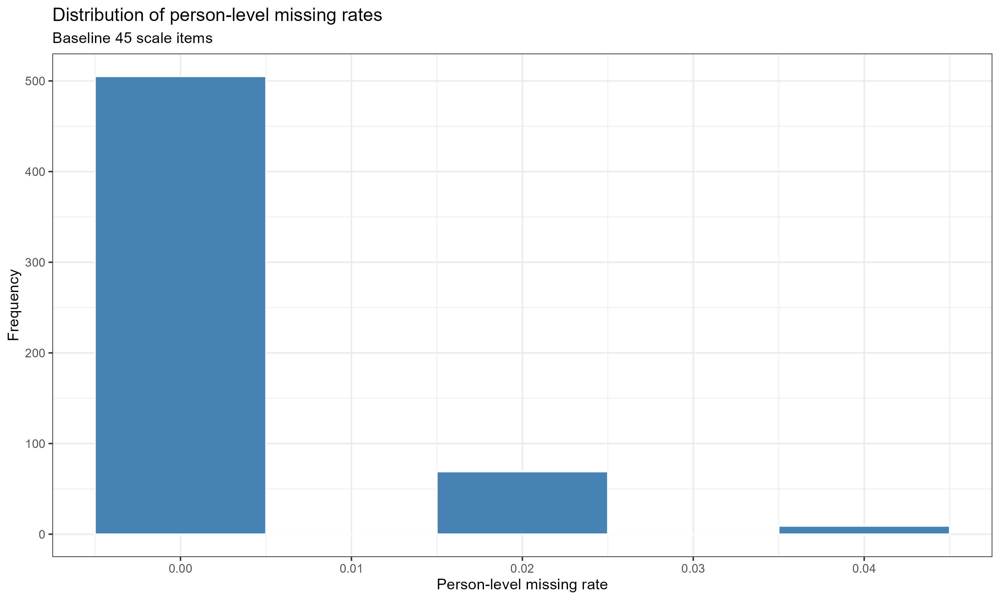 Distribution of person-level missing rates
Baseline 45 scale items
500
400
300
200
100
0
Frequency
0.00 0.01 0.02 0.03 0.04
Person-level missing rate